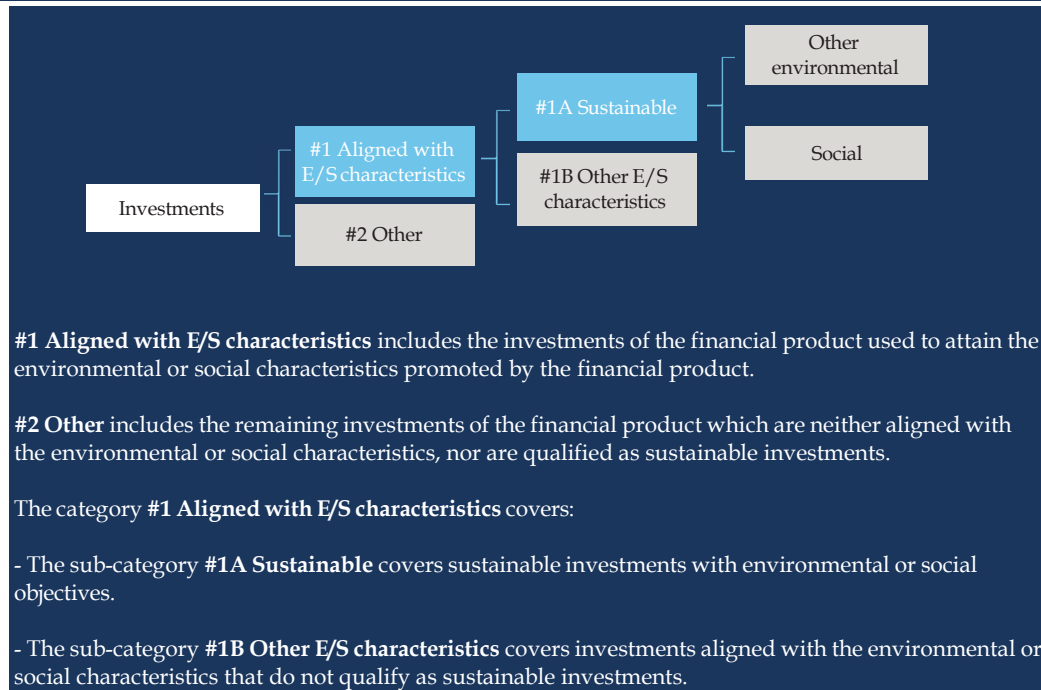 Other
environmental
#1A Sustainable
#1 Aligned with
E/S characteristics
Social
#1B Other E/S
characteristics
Investments
#2 Other
#1 Aligned with E/S characteristics includes the investments of the financial product used to attain the
environmental or social characteristics promoted by the financial product.
#2 Other includes the remaining investments of the financial product which are neither aligned with
the environmental or social characteristics, nor are qualified as sustainable investments.
The category #1 Aligned with E/S characteristics covers:
- The sub-category #1A Sustainable covers sustainable investments with environmental or social
objectives.
- The sub-category #1B Other E/S characteristics covers investments aligned with the environmental or
social characteristics that do not qualify as sustainable investments.